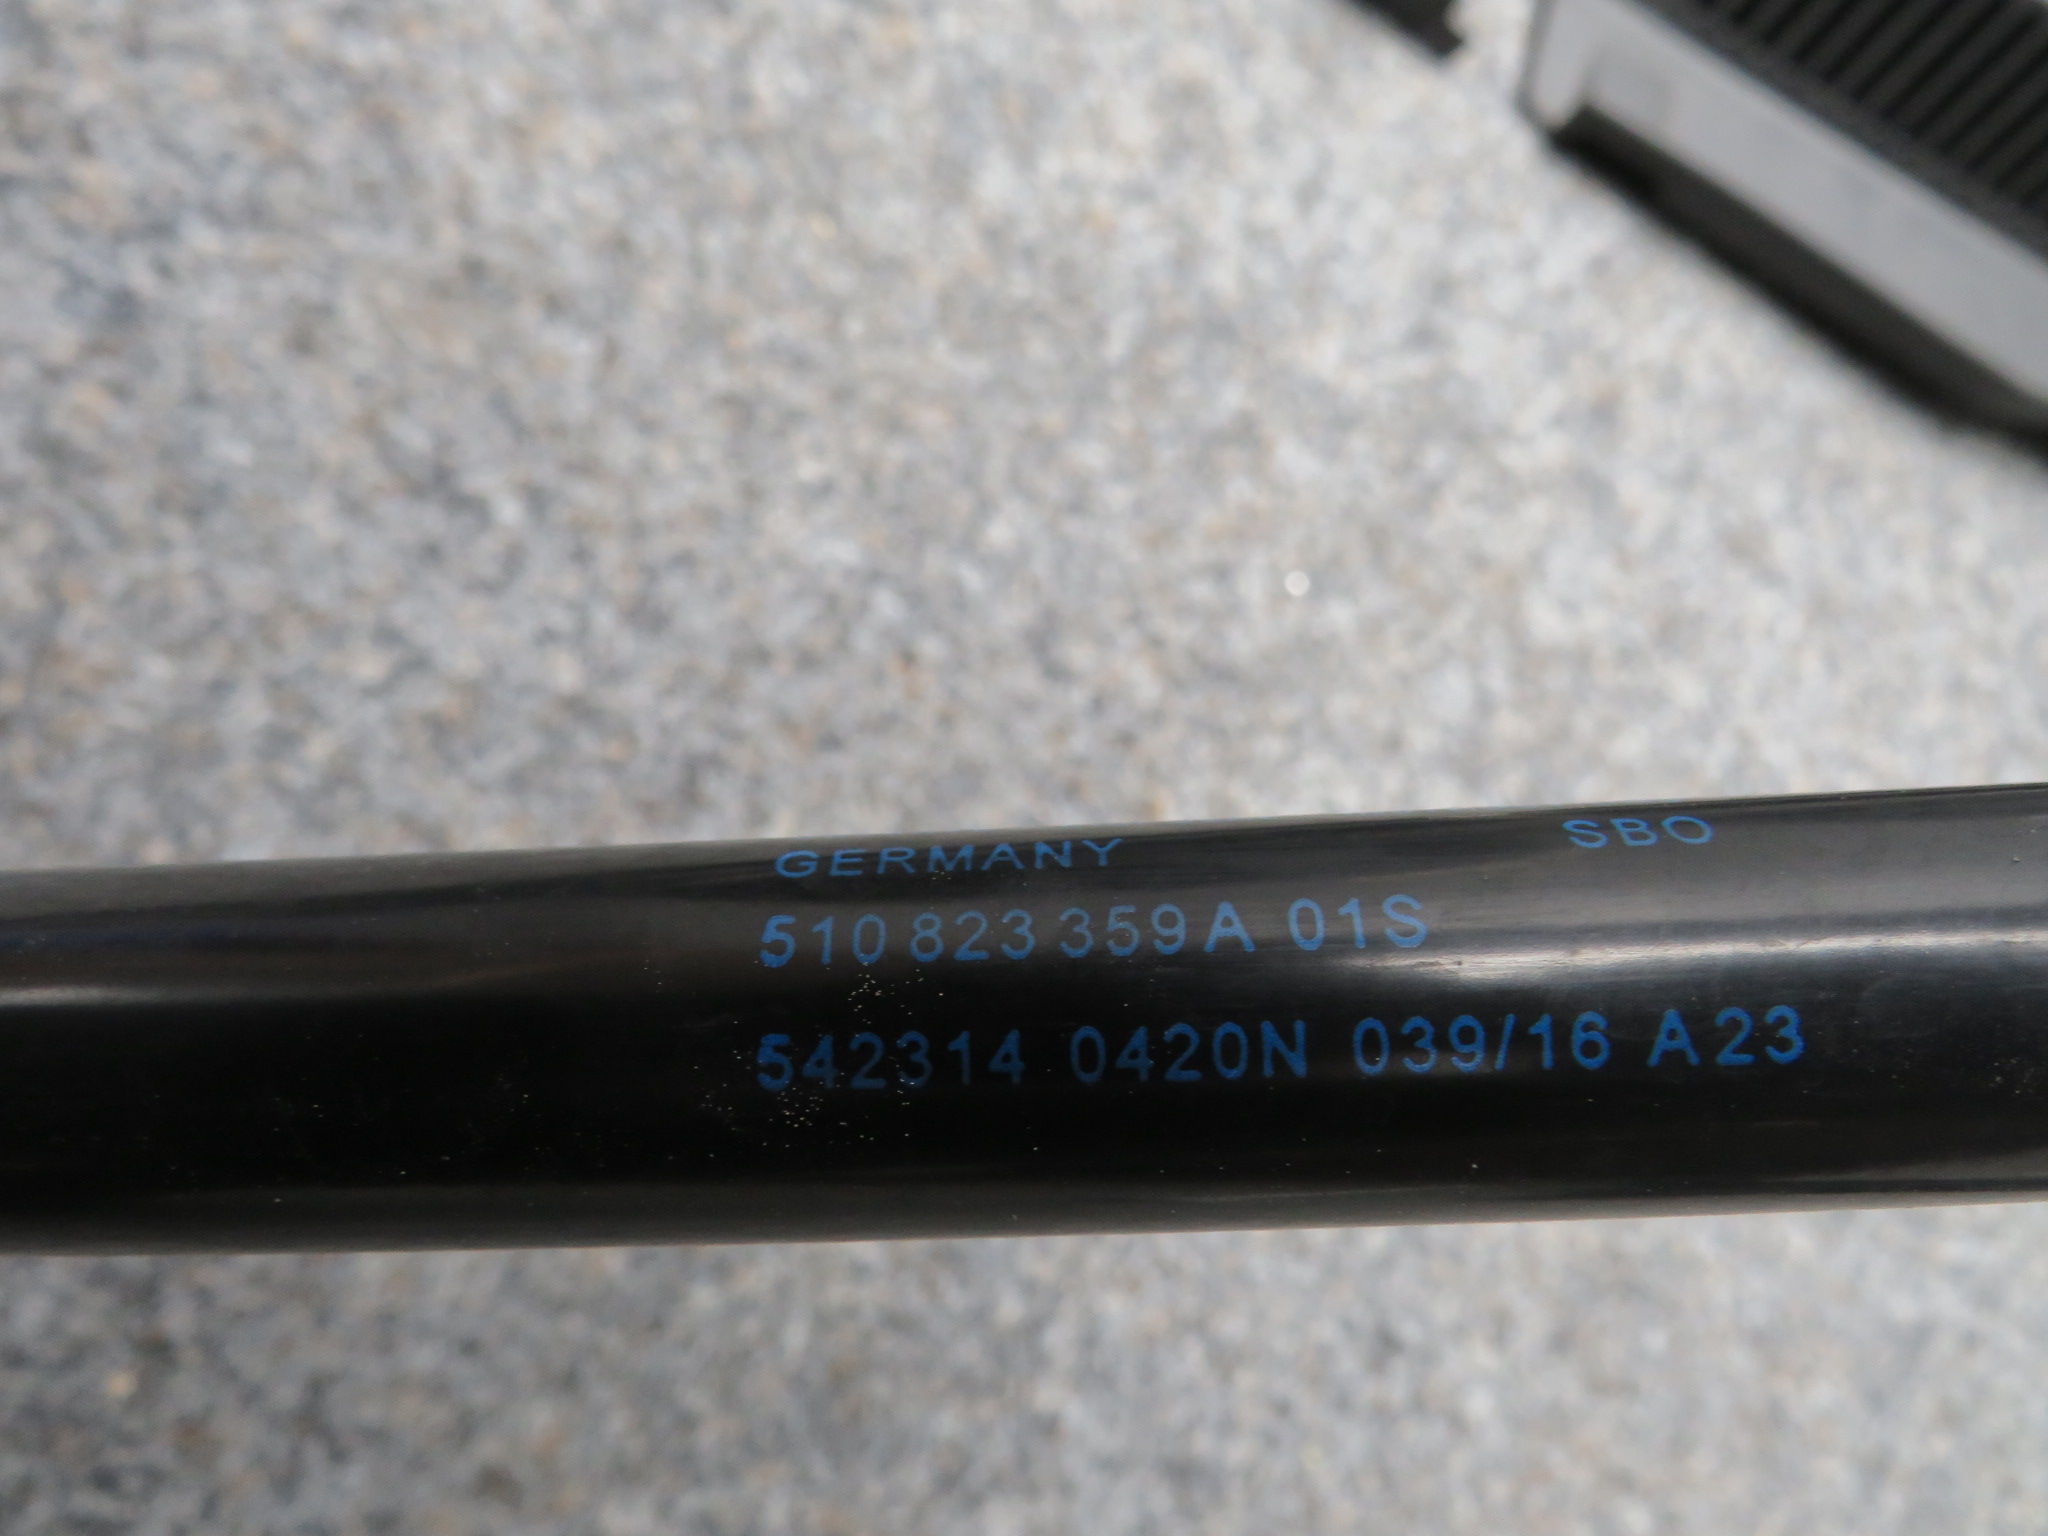 GERMANY SBO
510 823 359 A 01S
542314 0420N 039/16 A23